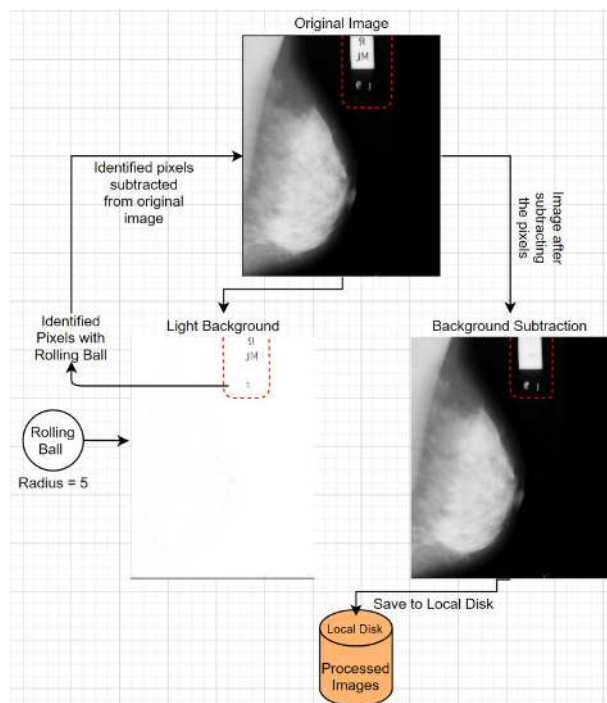 Original Image
Identified pixels
subtracted
from original
image
Image after
subtracting
the pixels
Identified
Pixels with
Rolling Ball
Light Background
Background Subtraction
Rolling
Ball
Radius = 5
Save to Local Disk
Local Disk
Processed
Images